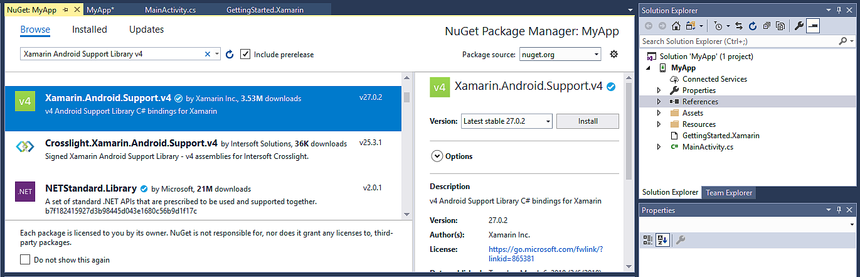 NuGet: MyApp MyApp* MainActivity.cs GettingStarted.Xamarin
Browse Installed Updates
NuGet Package Manager: MyApp
Xamarin Android Support Library v4
Include prerelease
Package source: nuget.org
v4
Xamarin.Android.Support.v4 by Xamarin Inc., 3.53M downloads v27.0.2
v4 Android Support Library C# bindings for Xamarin
Crosslight.Xamarin.Android.Support.v4 by Intersoft Solutions, 36K downloads v25.3.1
Signed Xamarin Android Support Library - v4 assemblies for Intersoft Crosslight.
.NET
NETStandard.Library by Microsoft, 21M downloads v2.0.1
A set of standard .NET APIs that are prescribed to be used and supported together.
b7f182415927d3b98445d043e1680c56b9d1f17c
Each package is licensed to you by its owner. NuGet is not responsible for, nor does it grant any licenses to, third-
party packages.
Do not show this again
v4
Xamarin.Android.Support.v4
Version: Latest stable 27.0.2 Install
Options
Description
v4 Android Support Library C# bindings for Xamarin
Version: 27.0.2
Author(s): Xamarin Inc.
License: https://go.microsoft.com/fwlink/?
linkid=865381
Solution Explorer
Search Solution Explorer (Ctrl+;)
Solution 'MyApp' (1 project)
MyApp
Connected Services
Properties
References
Assets
Resources
GettingStarted.Xamarin
C# MainActivity.cs
Solution Explorer Team Explorer
Properties